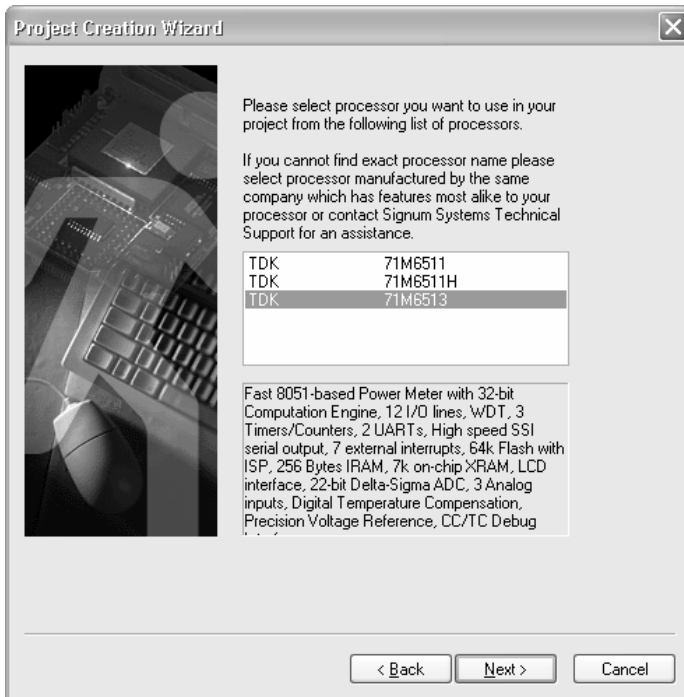 Project Creation Wizard
Please select processor you want to use in your
project from the following list of processors.
If you cannot find exact processor name please
select processor manufactured by the same
company which has features most alike to your
processor or contact Signum Systems Technical
Support for an assistance.
TDK 71M6511
TDK 71M6511H
TDK 71M6513
Fast 8051-based Power Meter with 32-bit
Computation Engine, 12 I/O lines, WDT, 3
Timers/Counters, 2 UARTs, High speed SSI
serial output, 7 external interrupts, 64k Flash with
ISP, 256 Bytes IRAM, 7k on-chip XRAM, LCD
interface, 22-bit Delta-Sigma ADC, 3 Analog
inputs, Digital Temperature Compensation,
Precision Voltage Reference, CC/TC Debug
< Back Next > Cancel